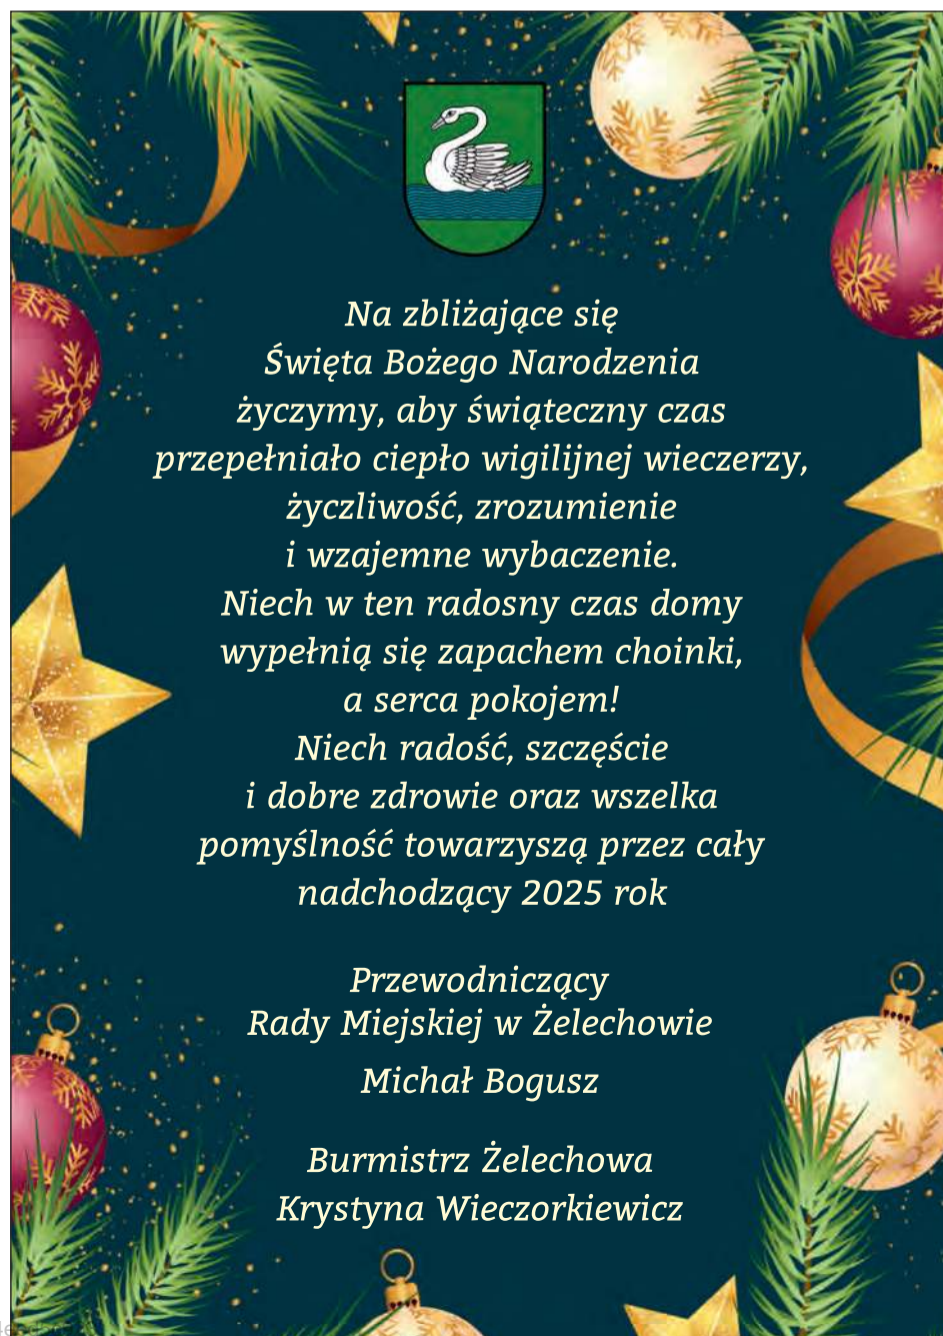 Na zbliżające się
Święta Bożego Narodzenia
życzymy, aby świąteczny czas
przepełniało ciepło wigilijnej wieczerzy,
życzliwość, zrozumienie
i wzajemne wybaczenie.
Niech w ten radosny czas domy
wypełnią się zapachem choinki,
a serca pokojem!
Niech radość, szczęście
i dobre zdrowie oraz wszelka
pomyślność towarzyszą przez cały
nadchodzący 2025 rok
Przewodniczący
Rady Miejskiej w Żelechowie
Michał Bogusz
Burmistrz Żelechowa
Krystyna Wieczorkiewicz